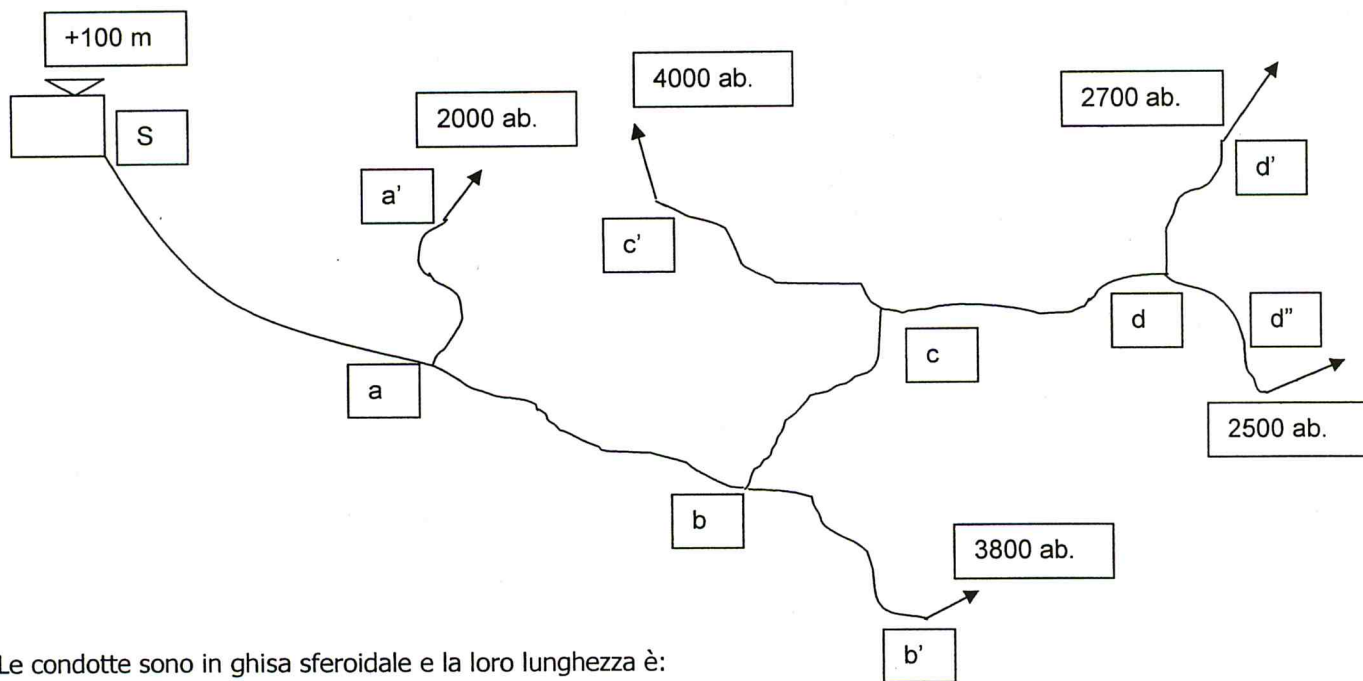 +100 m
S
2000 ab.
4000 ab.
2700 ab.
a'
c'
d'
a
c
d
d"
2500 ab.
b
3800 ab.
b'
Le condotte sono in ghisa sferoidale e la loro lunghezza è: